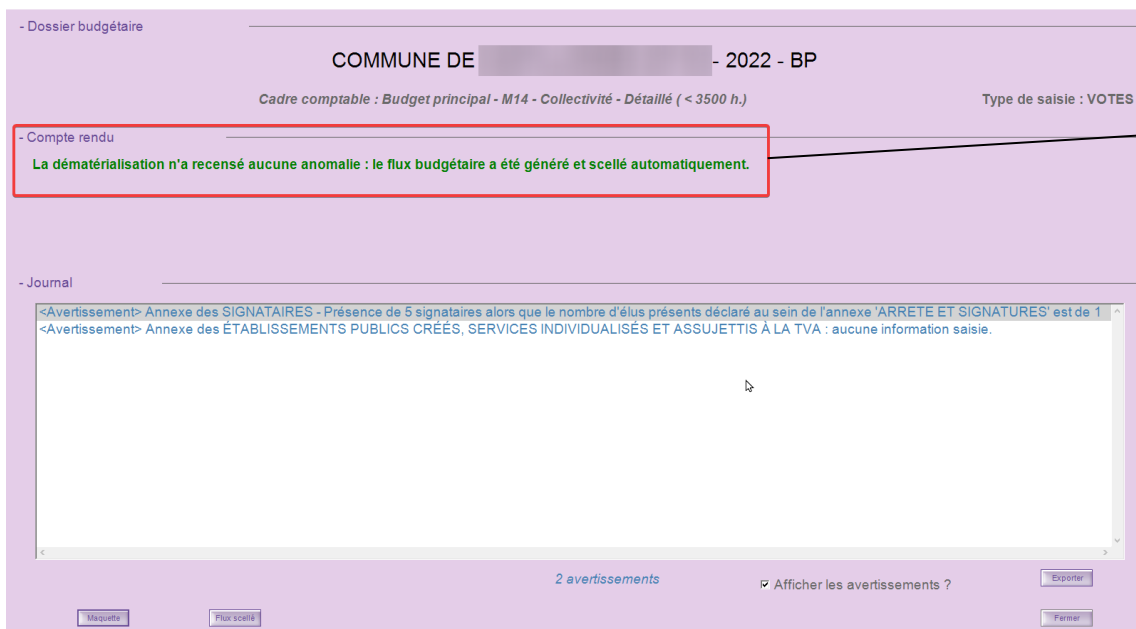 - Dossier budgétaire
COMMUNE DE - 2022 - BP
Cadre comptable : Budget principal - M14 - Collectivité - Détaillé ( < 3500 h.) Type de saisie : VOTES
- Compte rendu
La dématérialisation n'a recensé aucune anomalie : le flux budgétaire a été généré et scellé automatiquement.
- Journal
<Avertissement> Annexe des SIGNATAIRES - Présence de 5 signataires alors que le nombre d'élus présents déclaré au sein de l'annexe 'ARRETE ET SIGNATURES' est de 1
<Avertissement> Annexe des ÉTABLISSEMENTS PUBLICS CRÉÉS, SERVICES INDIVIDUALISÉS ET ASSUJETTIS À LA TVA : aucune information saisie.
2 avertissements
Afficher les avertissements ?
Exporter
Maquette
Flux scellé
Fermer